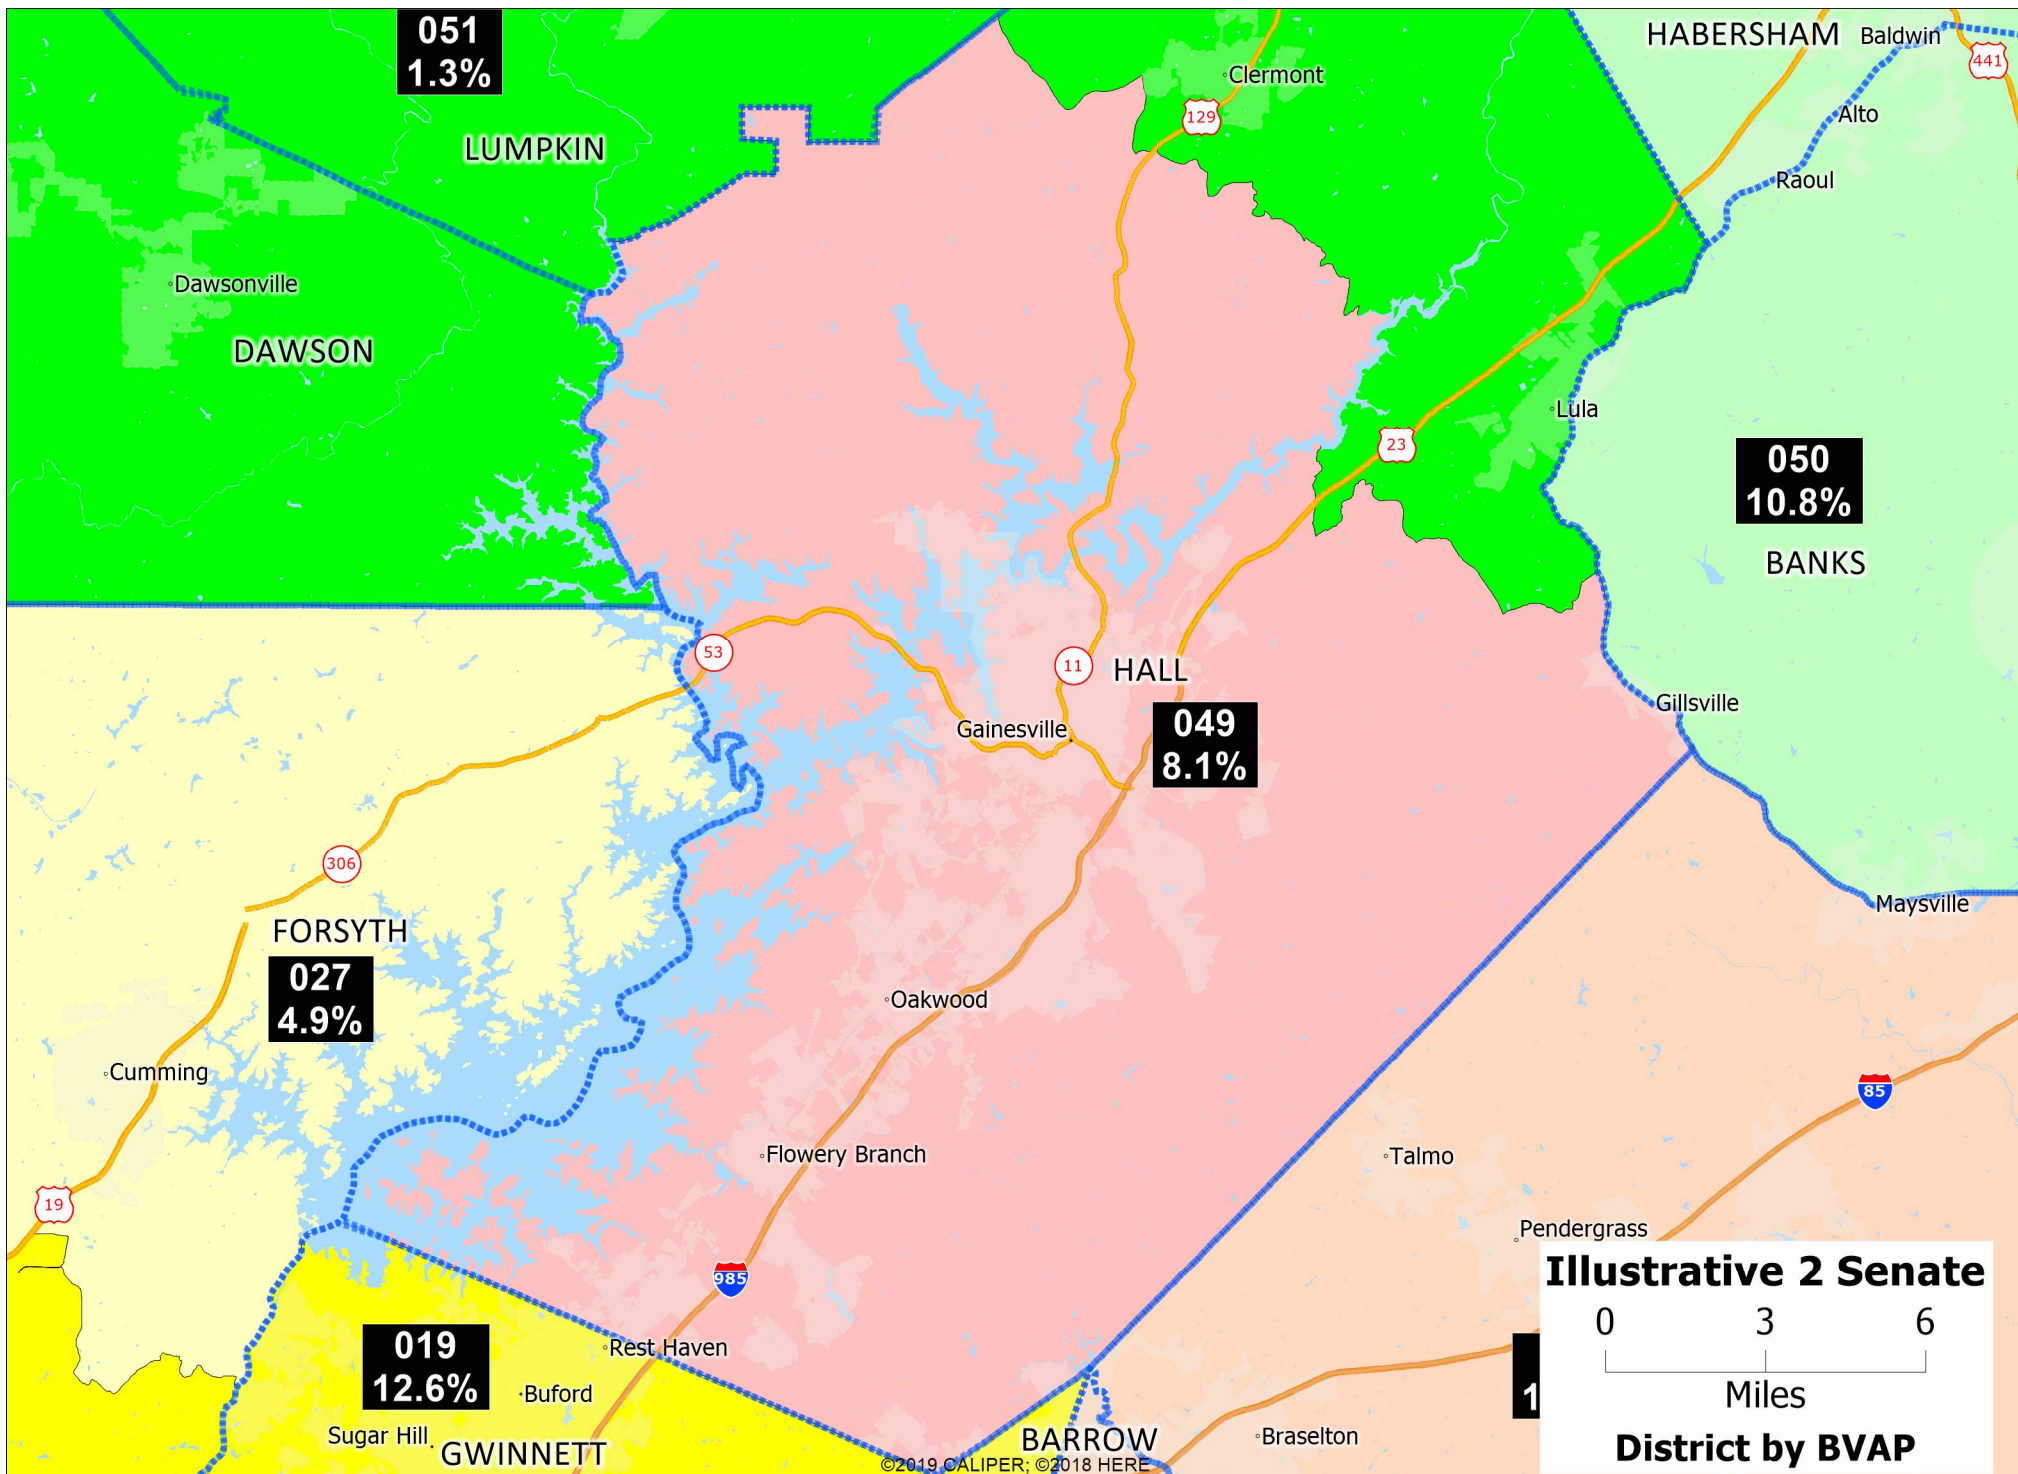 051
1.3%
HABERSHAM
Baldwin
441
Clermont
129
Alto
LUMPKIN
Raoul
Dawsonville
DAWSON
Lula
23
050
10.8%
BANKS
53
11
HALL
Gillsville
049
8.1%
Gainesville
306
Maysville
FORSYTH
027
4.9%
Oakwood
Cumming
85
Flowery Branch
Talmo
19
Pendergrass
985
Illustrative 2 Senate
0 3 6
Miles
District by BVAP
019
12.6%
Rest Haven
Buford
1
Sugar Hill
GWINNETT
BARROW
Braselton
©2019 CALIPER; ©2018 HERE